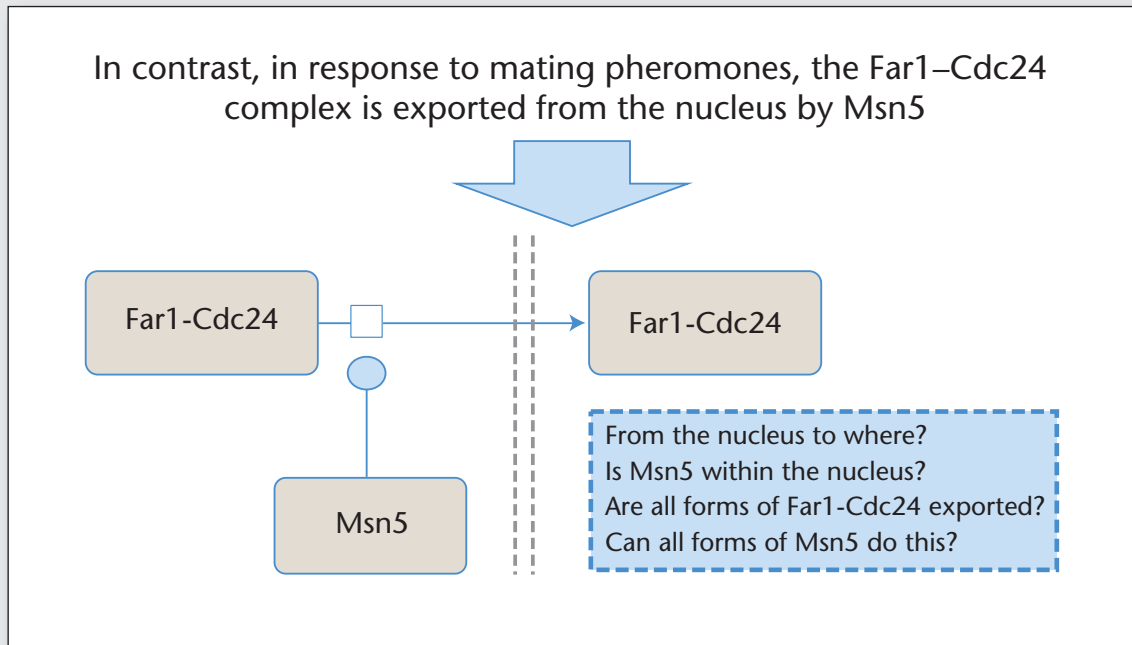 In contrast, in response to mating pheromones, the Far1–Cdc24
complex is exported from the nucleus by Msn5
Far1-Cdc24
Far1-Cdc24
Msn5
From the nucleus to where?
Is Msn5 within the nucleus?
Are all forms of Far1-Cdc24 exported?
Can all forms of Msn5 do this?